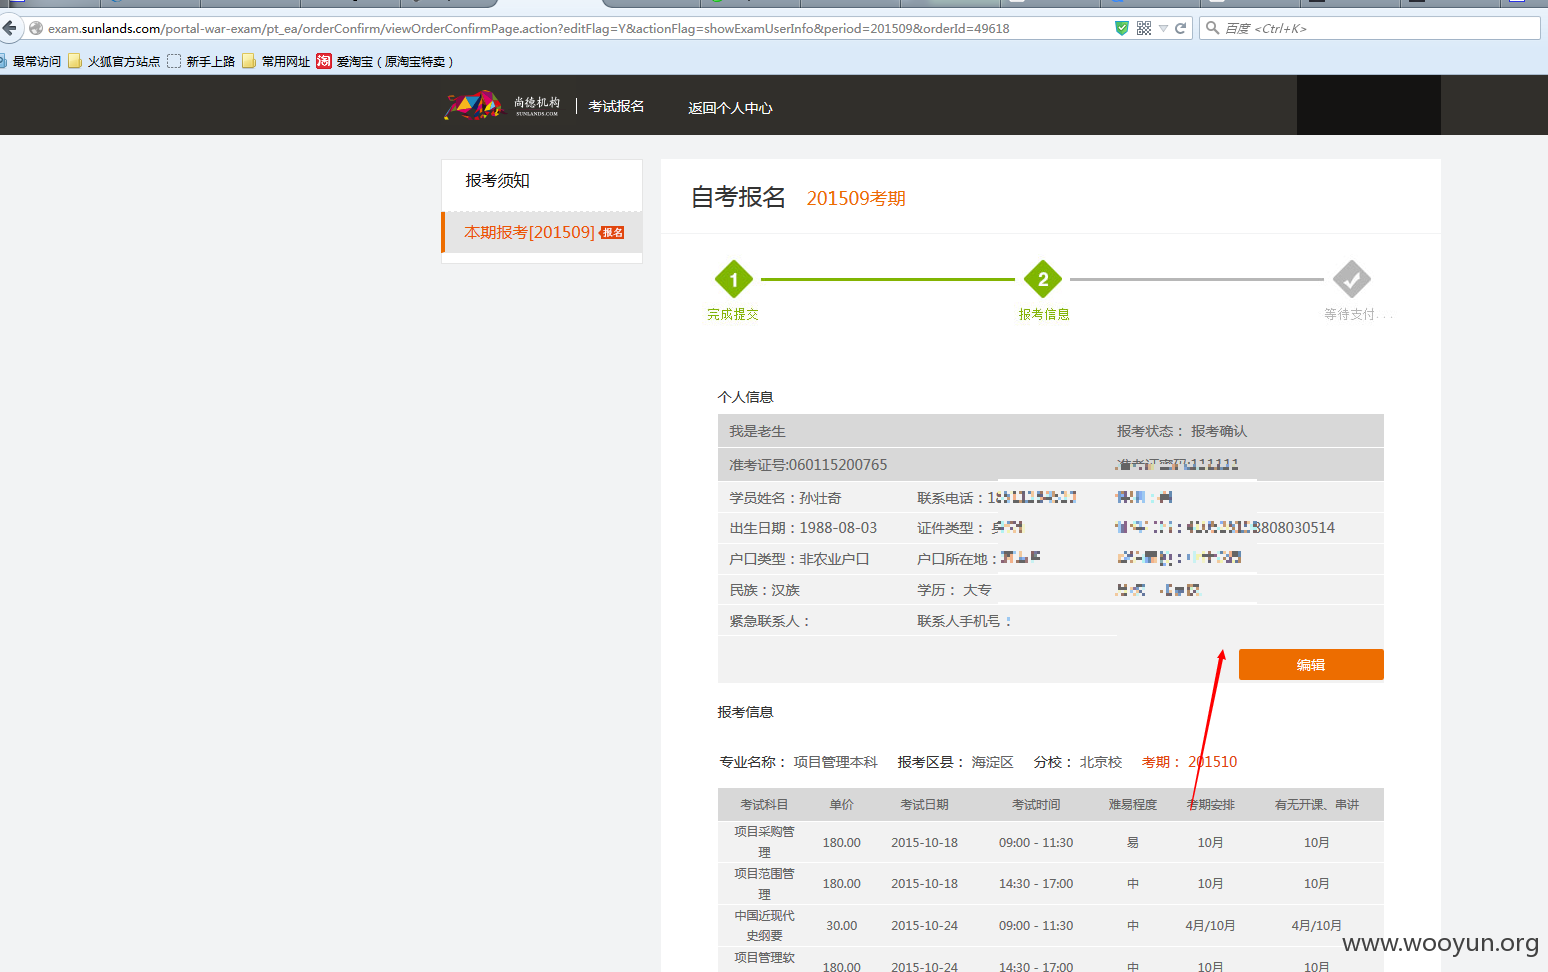 exam.sunlands.com/portal-war-exam/pt_ea/orderConfirm/viewOrderConfirmPage.action?editFlag=Y&actionFlag=showExamUserInfo&period=201509&orderId=49618
百度 <Ctrl+K>
最常访问 火狐官方站点 新手上路 常用网址 淘 爱淘宝（原淘宝特卖）
尚德机构 SUNLANDS.COM 考试报名 返回个人中心
报考须知
本期报考[201509] 报名
自考报名 201509考期
1 2
完成提交 报考信息 等待支付...
个人信息
我是老生 报考状态： 报考确认
准考证号:060115200765
学员姓名：孙壮奇 联系电话：1
出生日期：1988-08-03 证件类型： 8808030514
户口类型：非农业户口 户口所在地：
民族：汉族 学历： 大专
紧急联系人： 联系人手机号：
编辑
报考信息
专业名称： 项目管理本科 报考区县： 海淀区 分校： 北京校 考期： 201510
考试科目 单价 考试日期 考试时间 难易程度 考期安排 有无开课、串讲
项目采购管理 180.00 2015-10-18 09:00 - 11:30 易 10月 10月
项目范围管理 180.00 2015-10-18 14:30 - 17:00 中 10月 10月
中国近现代史纲要 30.00 2015-10-24 09:00 - 11:30 中 4月/10月 4月/10月
项目管理软 180.00 2015-10-24 14:30 - 17:00 中 10月 10月
www.wooyun.org